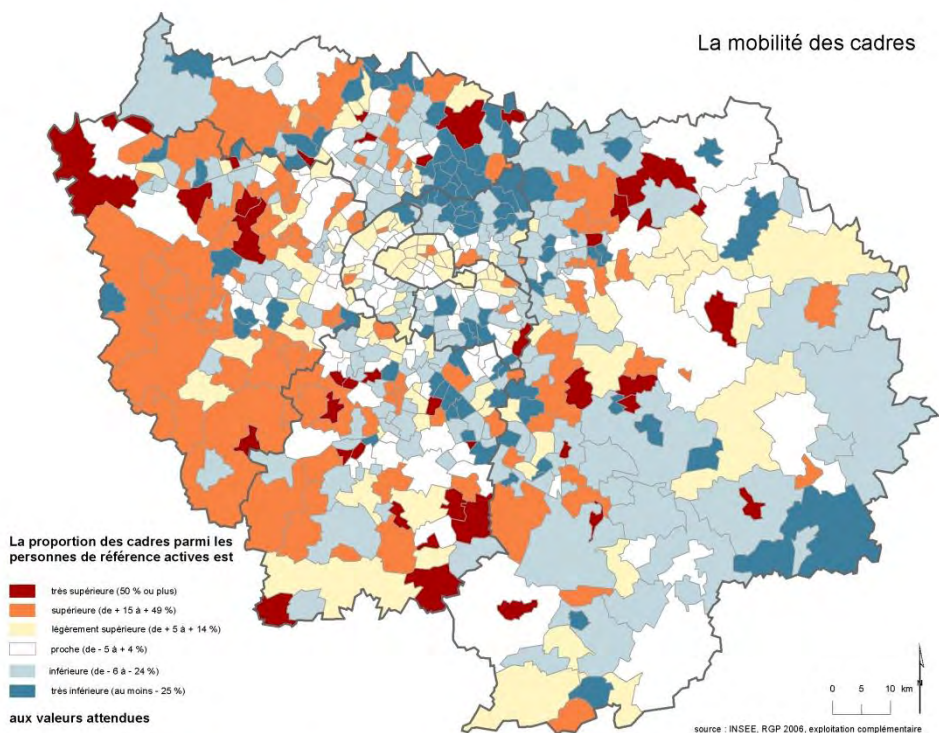 La mobilité des cadres
La proportion des cadres parmi les
personnes de référence actives est
très supérieure (50 % ou plus)
supérieure (de + 15 à + 49 %)
légèrement supérieure (de + 5 à + 14 %)
proche (de - 5 à + 4 %)
inférieure (de - 6 à - 24 %)
très inférieure (au moins - 25 %)
aux valeurs attendues
0 5 10 km
source : INSEE, RGP 2006, exploitation complémentaire